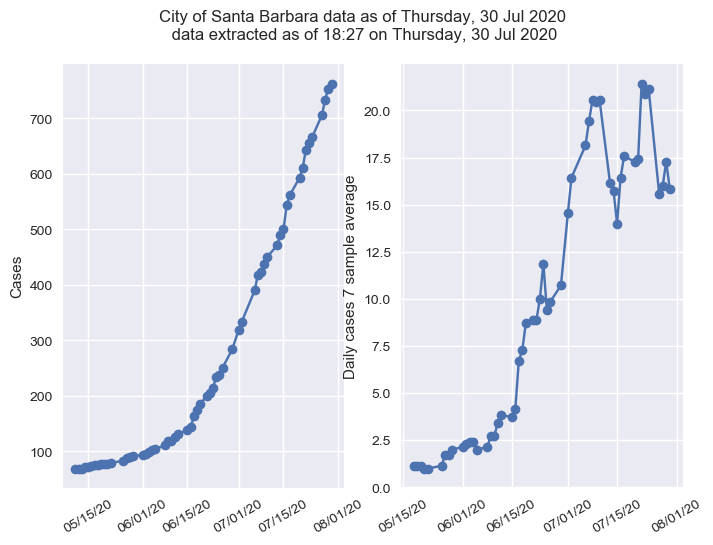 City of Santa Barbara data as of Thursday, 30 Jul 2020
data extracted as of 18:27 on Thursday, 30 Jul 2020
Cases
700
600
500
400
300
200
100
05/15/20 06/01/20 06/15/20 07/01/20 07/15/20 08/01/20
Daily cases 7 sample average
20.0
17.5
15.0
12.5
10.0
7.5
5.0
2.5
0.0
05/15/20 06/01/20 06/15/20 07/01/20 07/15/20 08/01/20